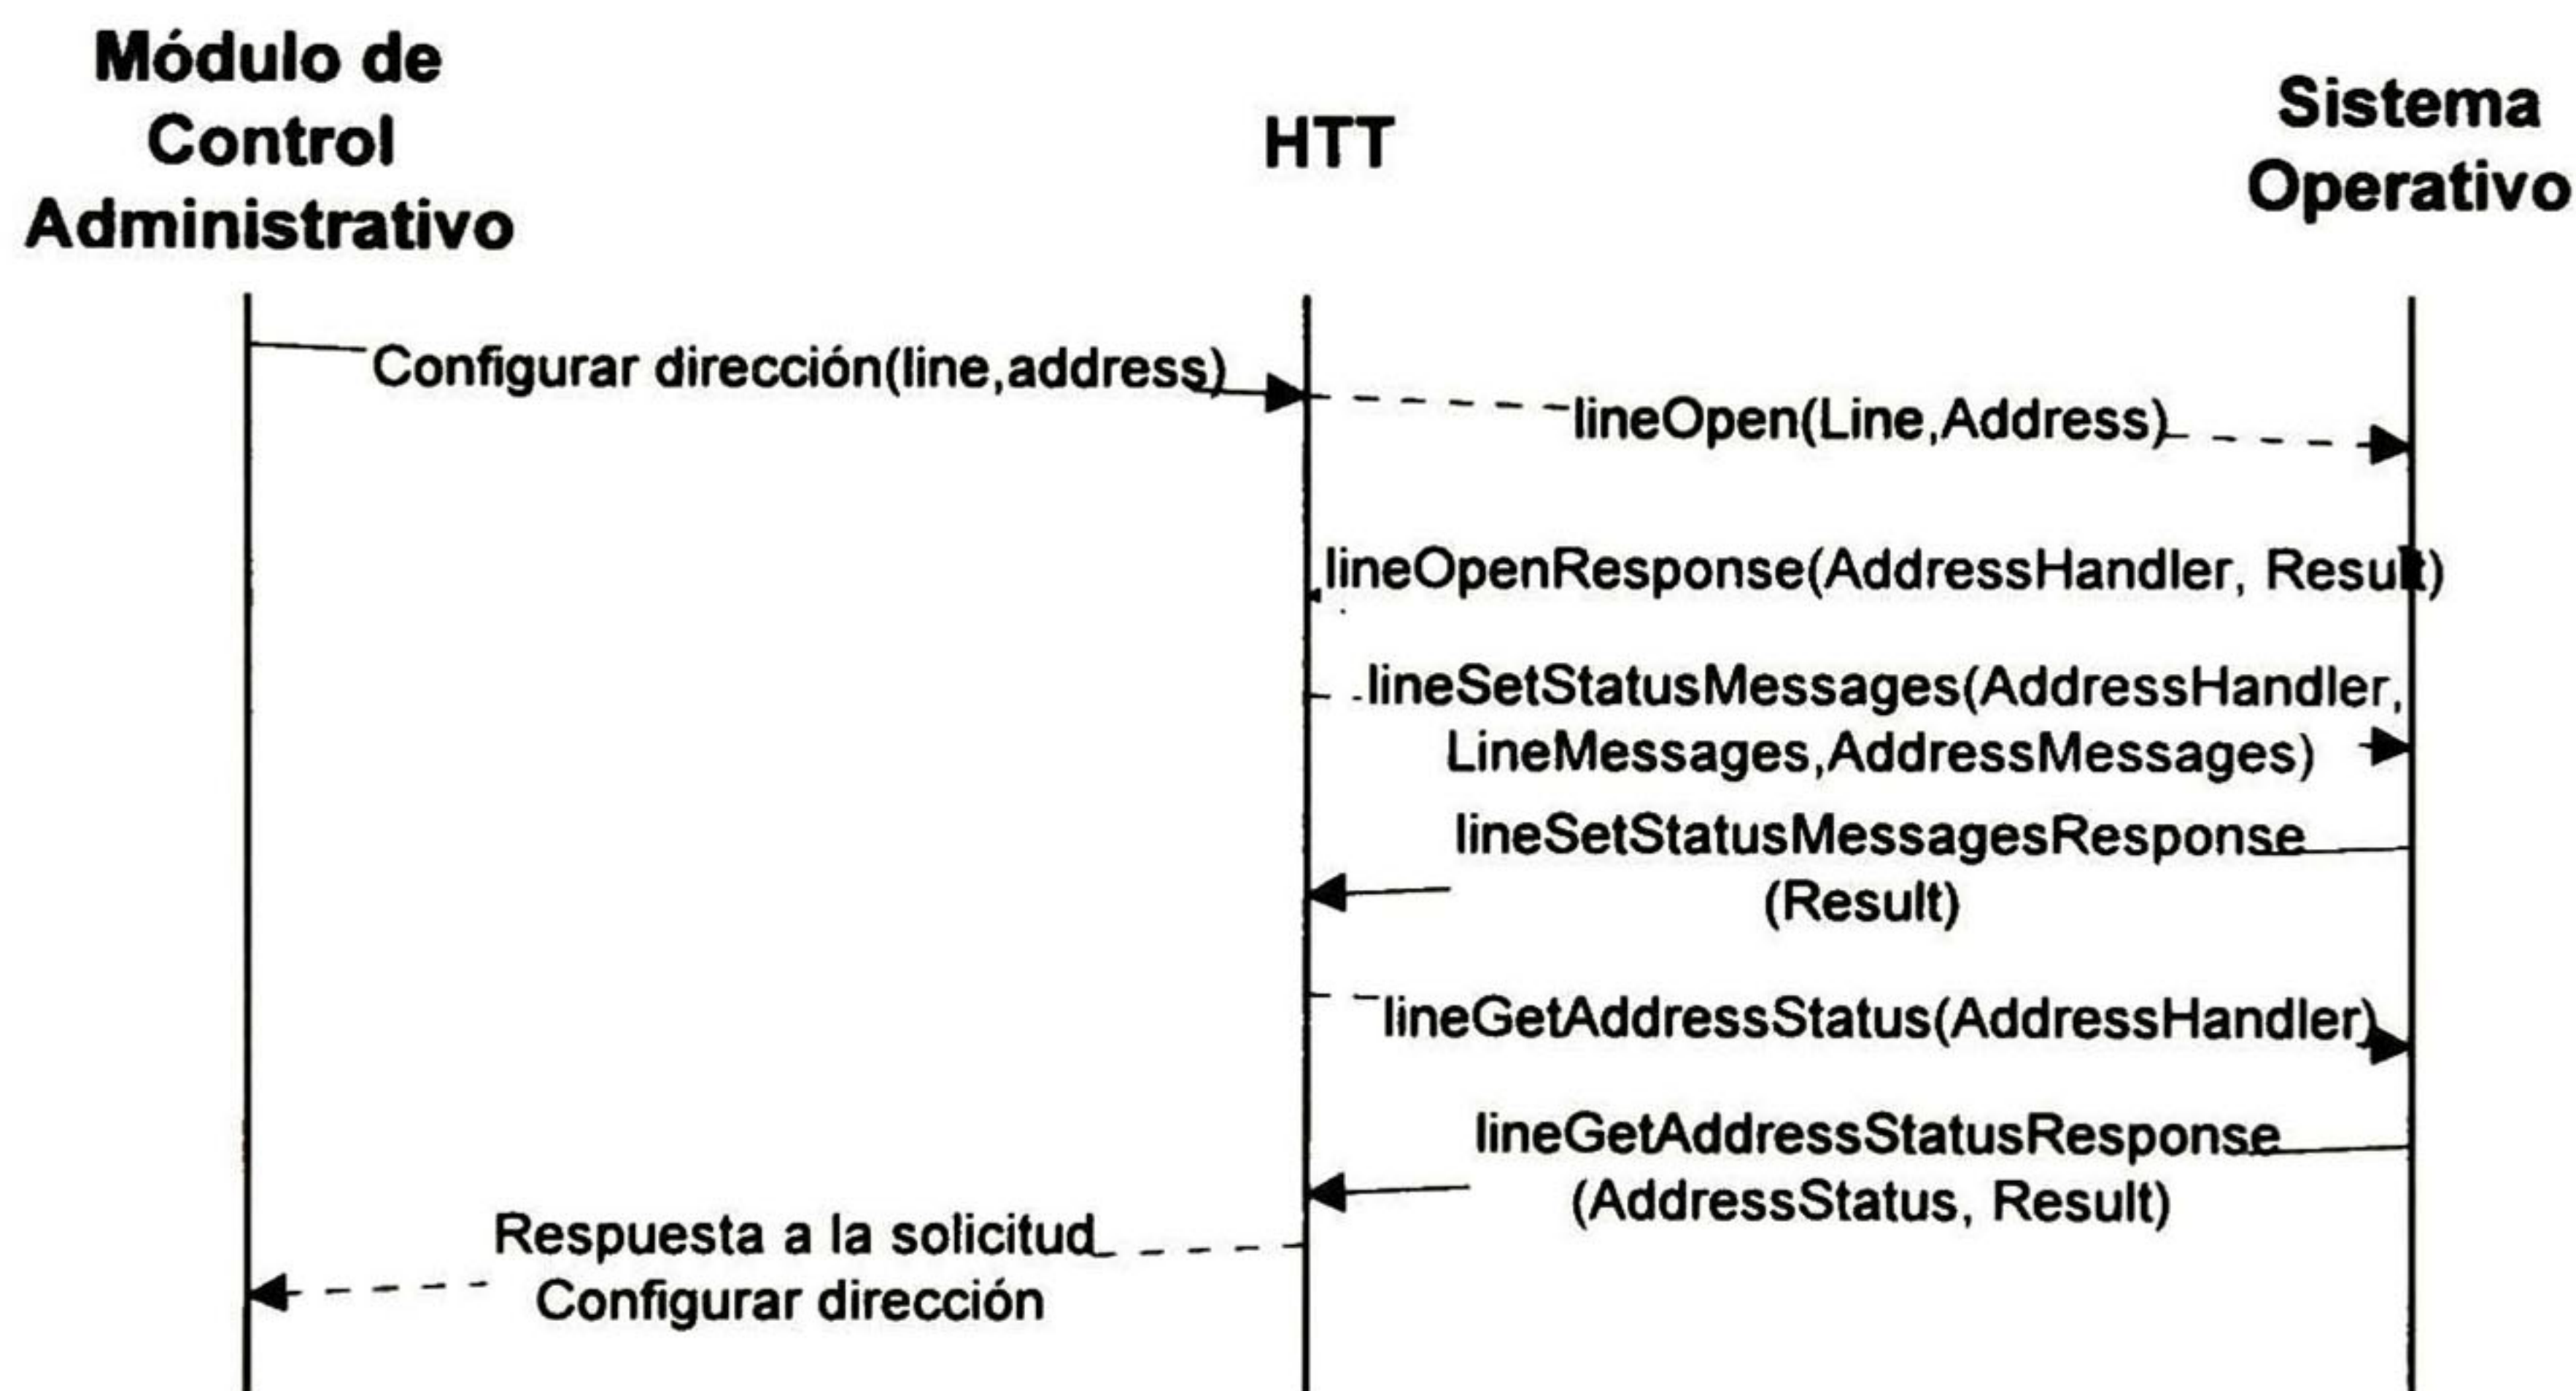 Módulo de
Control
Administrativo
HTT
Sistema
Operativo
Configurar dirección(line,address)
lineOpen(Line,Address)
lineOpenResponse(AddressHandler, Result)
lineSetStatusMessages(AddressHandler,
LineMessages,AddressMessages)
lineSetStatusMessagesResponse
(Result)
lineGetAddressStatus(AddressHandler)
lineGetAddressStatusResponse
(AddressStatus, Result)
Respuesta a la solicitud
Configurar dirección